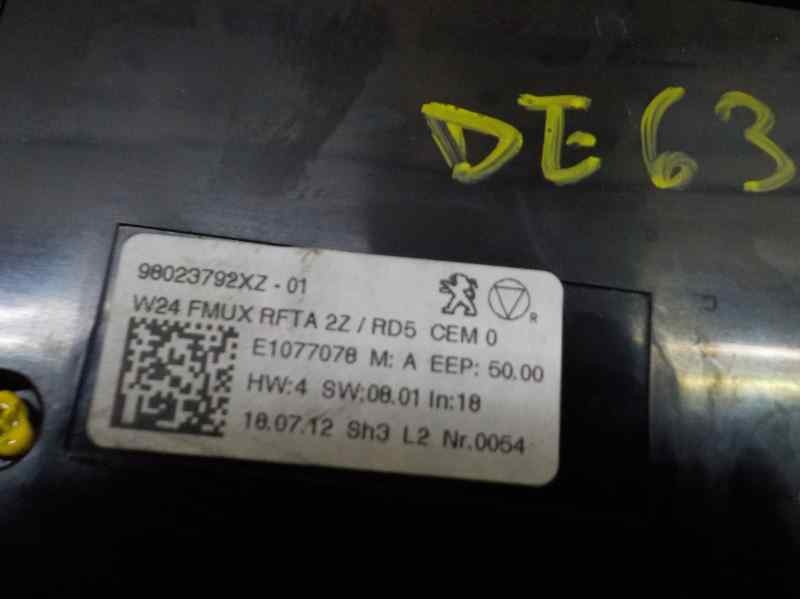 DE63
98023792XZ - 01
W24 FMUX RFTA 2Z / RD5 CEM 0
R
E1077078 M: A EEP: 50.00
HW:4 SW:08.01 In:18
18.07.12 Sh3 L2 Nr.0054